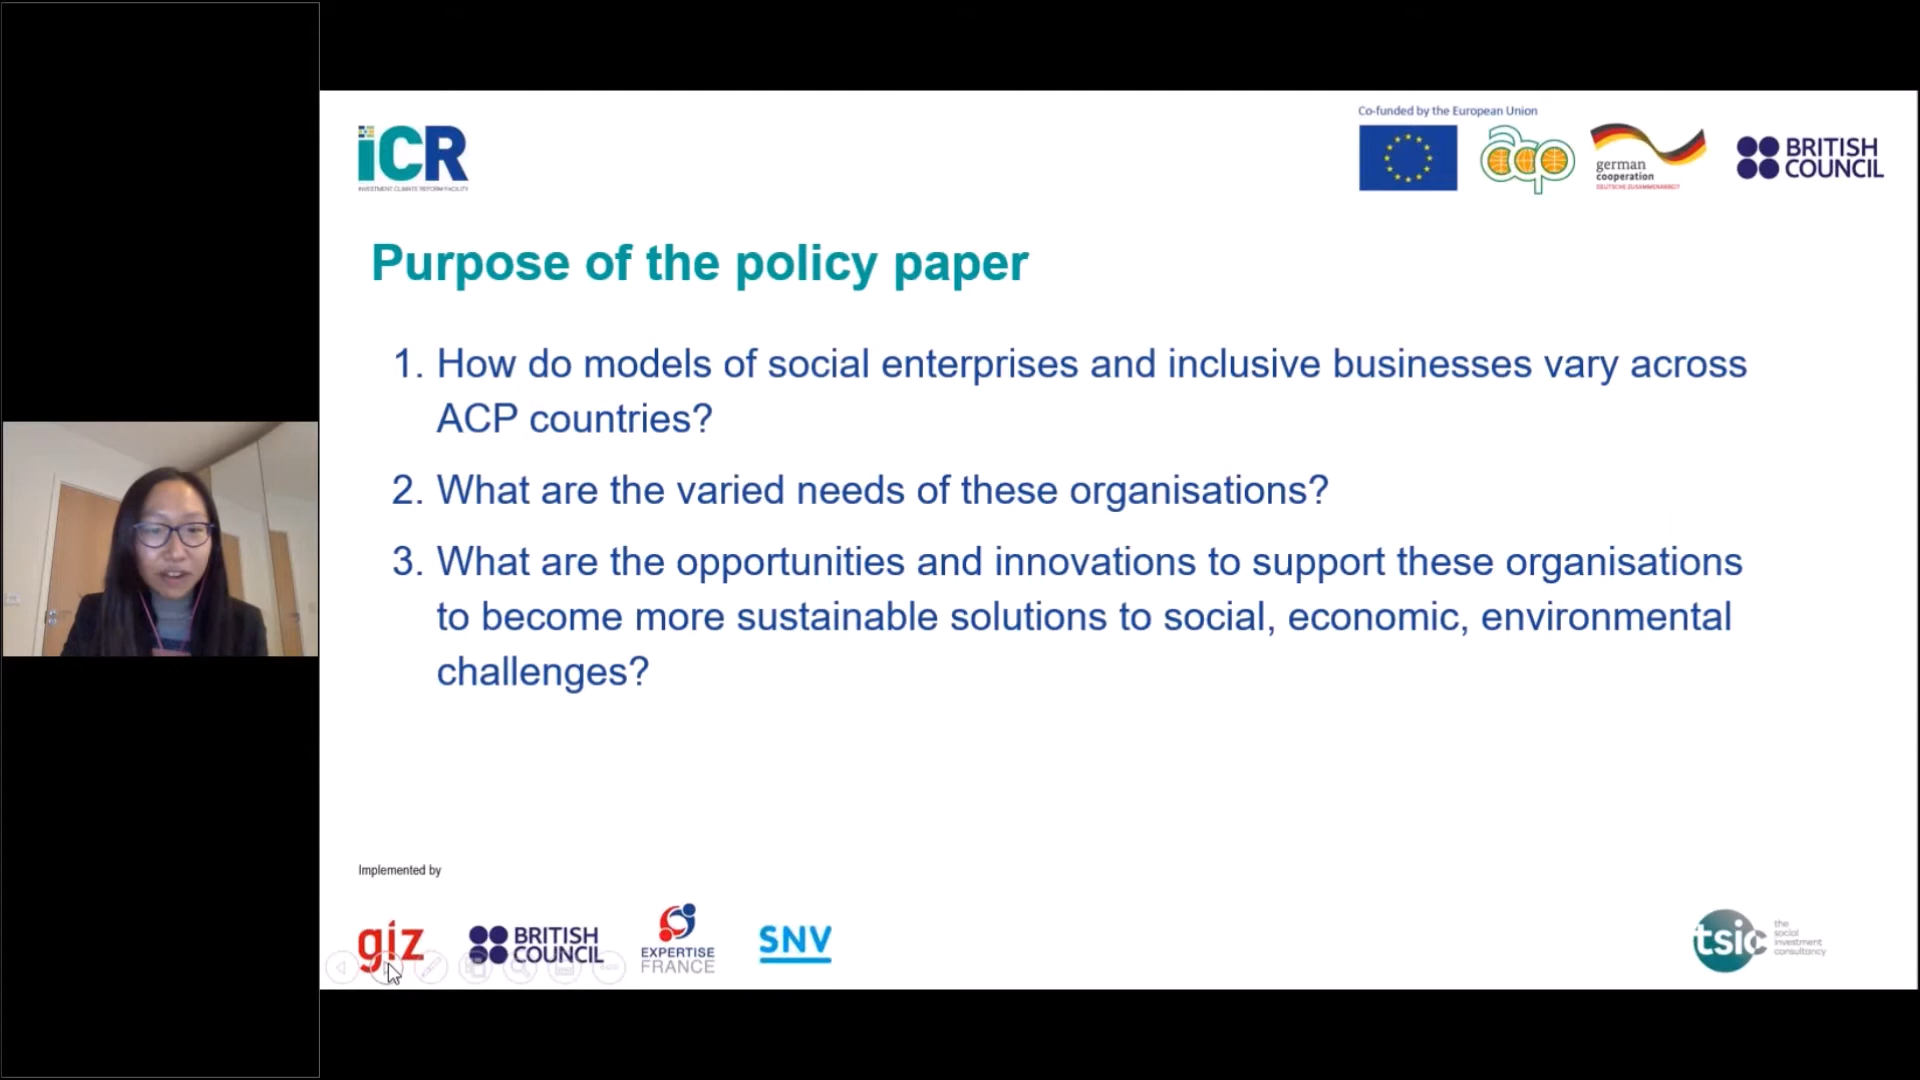 iCR
INVESTMENT CLIMATE REFORM FACILITY
Co-funded by the European Union
acp
german
cooperation
DEUTSCHE ZUSAMMENARBEIT
BRITISH
COUNCIL
Purpose of the policy paper
1. How do models of social enterprises and inclusive businesses vary across
ACP countries?
2. What are the varied needs of these organisations?
3. What are the opportunities and innovations to support these organisations
to become more sustainable solutions to social, economic, environmental
challenges?
Implemented by
giz
BRITISH
COUNCIL
EXPERTISE
FRANCE
SNV
tsic
the
social
investment
consultancy